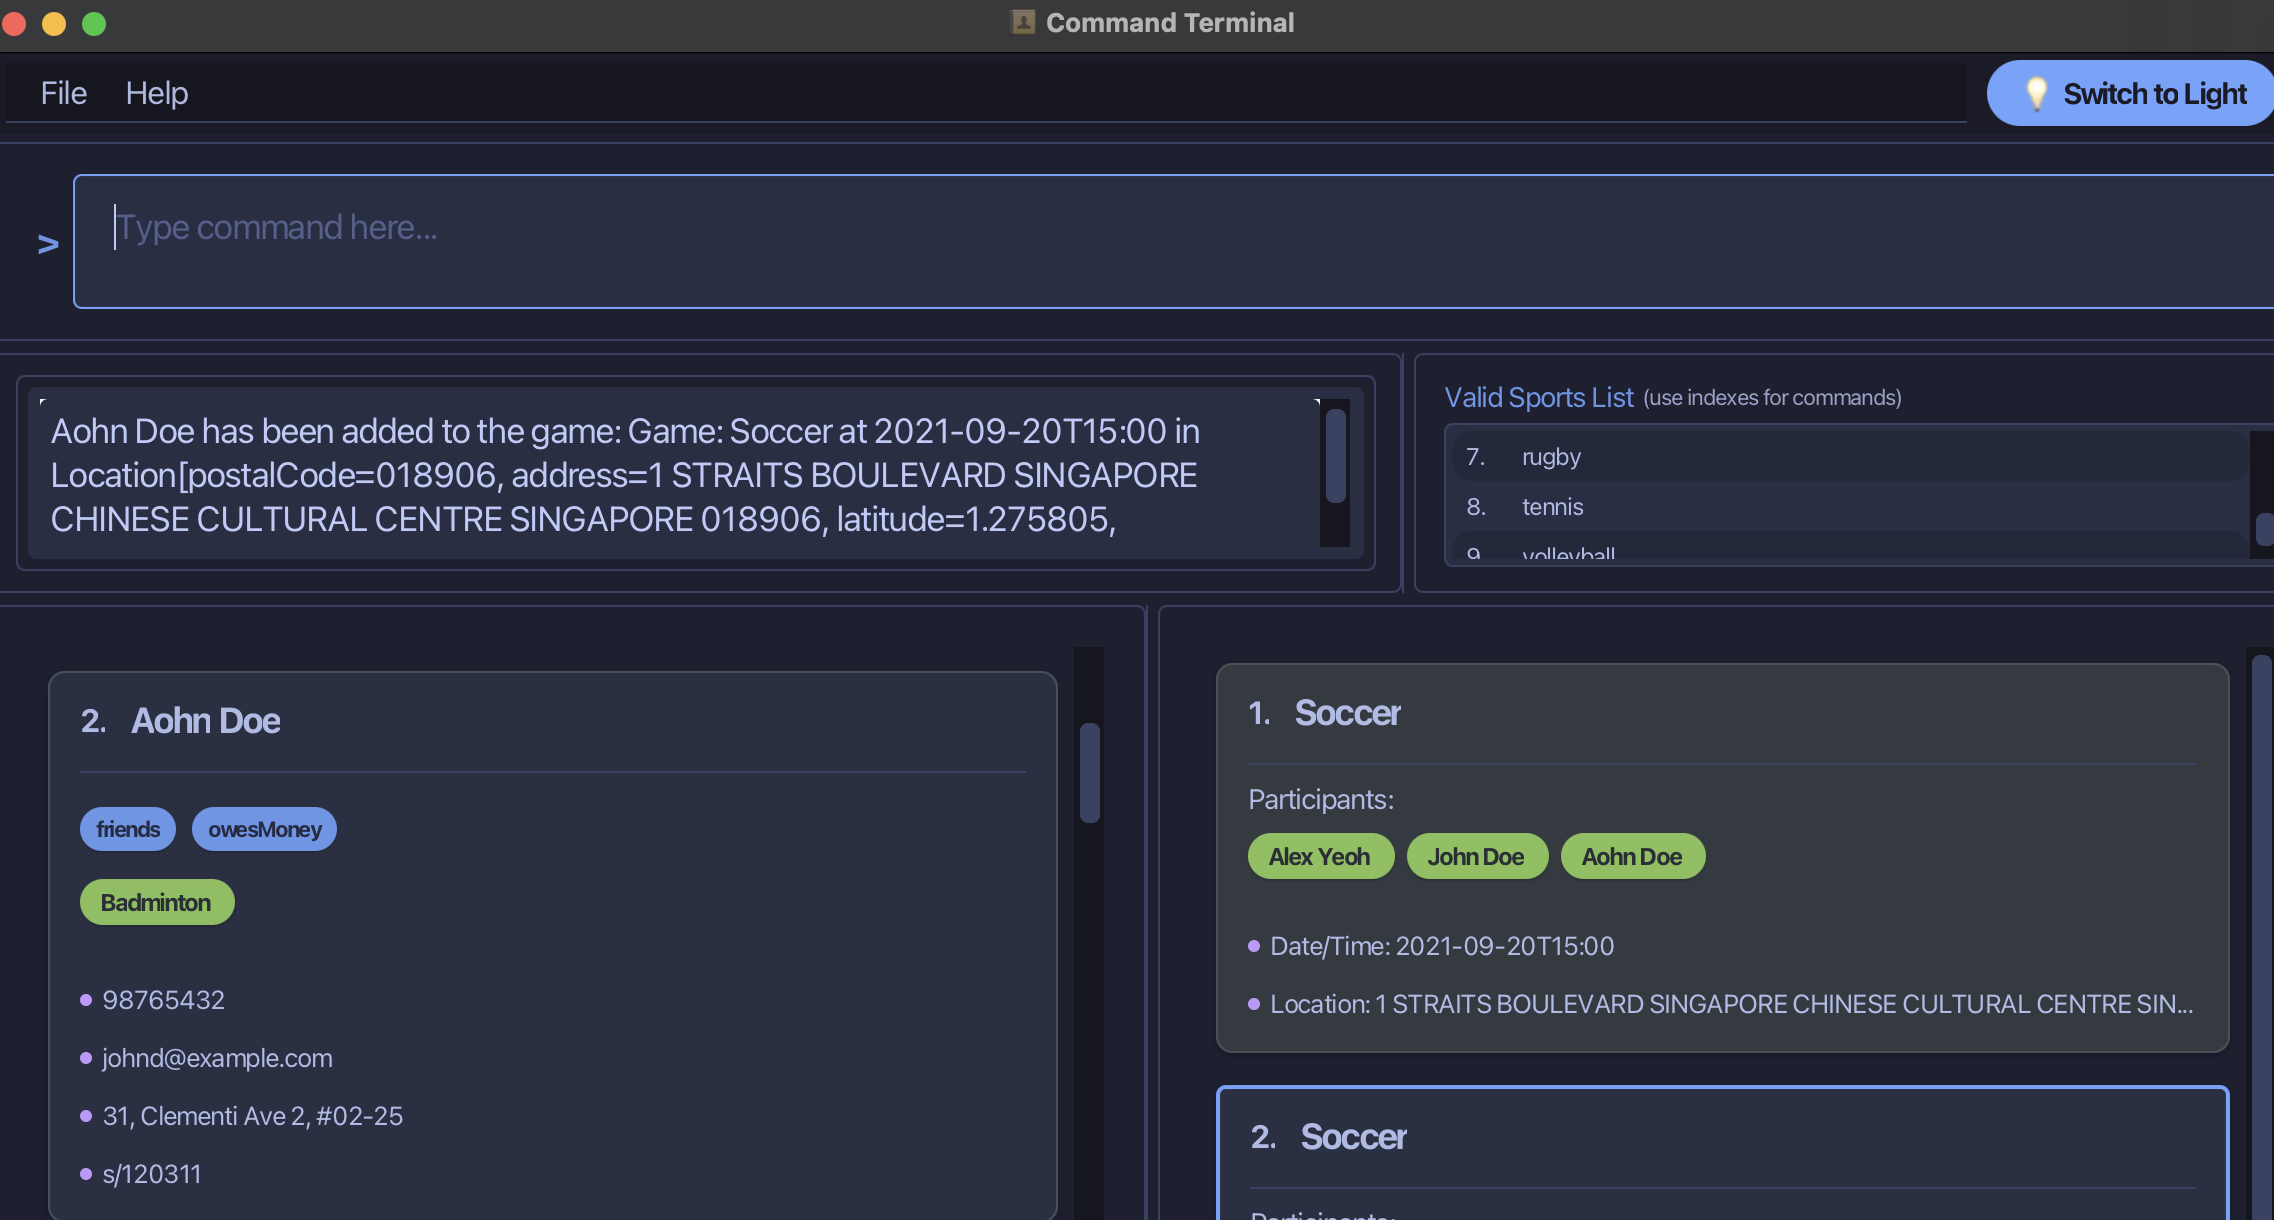 Command Terminal
File Help
Switch to Light
>
Type command here...
Aohn Doe has been added to the game: Game: Soccer at 2021-09-20T15:00 in
Location[postalCode=018906, address=1 STRAITS BOULEVARD SINGAPORE
CHINESE CULTURAL CENTRE SINGAPORE 018906, latitude=1.275805,
Valid Sports List (use indexes for commands)
7. rugby
8. tennis
9. volleyball
2. Aohn Doe
friends owesMoney
Badminton
98765432
johnd@example.com
31, Clementi Ave 2, #02-25
s/120311
1. Soccer
Participants:
Alex Yeoh John Doe Aohn Doe
Date/Time: 2021-09-20T15:00
Location: 1 STRAITS BOULEVARD SINGAPORE CHINESE CULTURAL CENTRE SIN...
2. Soccer
Participants: